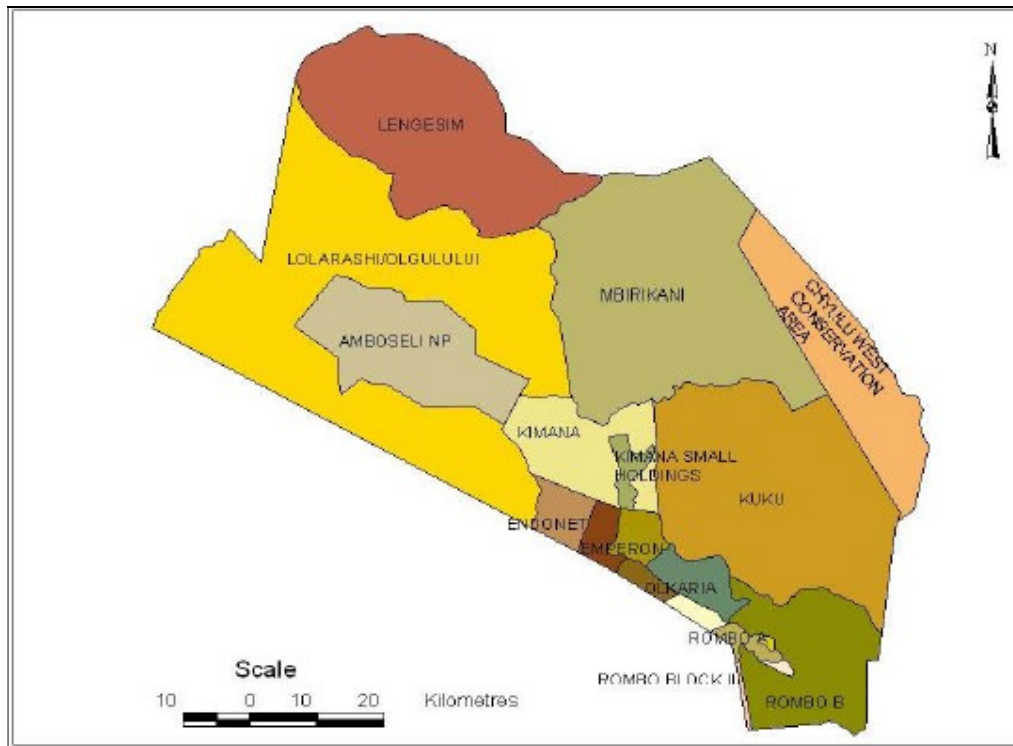 N
LENGESIM
LOLARASHI/OLGULULUI
MBIRIKANI
CHYULU WEST
CONSERVATION
AREA
AMBOSELI NP
KIMANA
KIMANA SMALL
HOLDINGS
KUKU
ENDONET
EMPERON
OLKARIA
ROMBO A
ROMBO BLOCK II
ROMBO B
Scale
10 0 10 20 Kilometres